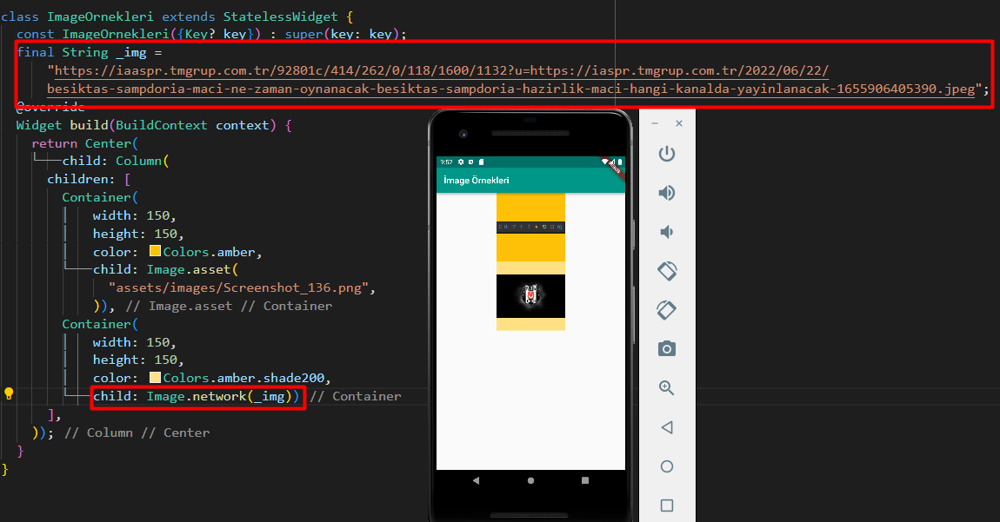 class ImageOrnekleri extends StatelessWidget {
const ImageOrnekleri({Key? key}) : super(key: key);
final String _img =
"https://iaaspr.tmgrup.com.tr/92801c/414/262/0/118/1600/1132?u=https://iaspr.tmgrup.com.tr/2022/06/22/
besiktas-sampdoria-maci-ne-zaman-oynanacak-besiktas-sampdoria-hazirlik-maci-hangi-kanalda-yayinlanacak-1655906405390.jpeg";
@override
Widget build(BuildContext context) {
return Center(
child: Column(
children: [
Container(
width: 150,
height: 150,
color: Colors.amber,
child: Image.asset(
"assets/images/Screenshot_136.png",
)), // Image.asset // Container
Container(
width: 150,
height: 150,
color: Colors.amber.shade200,
child: Image.network(_img)) // Container
],
)); // Column // Center
}
}
9:52
İmage Örnekleri